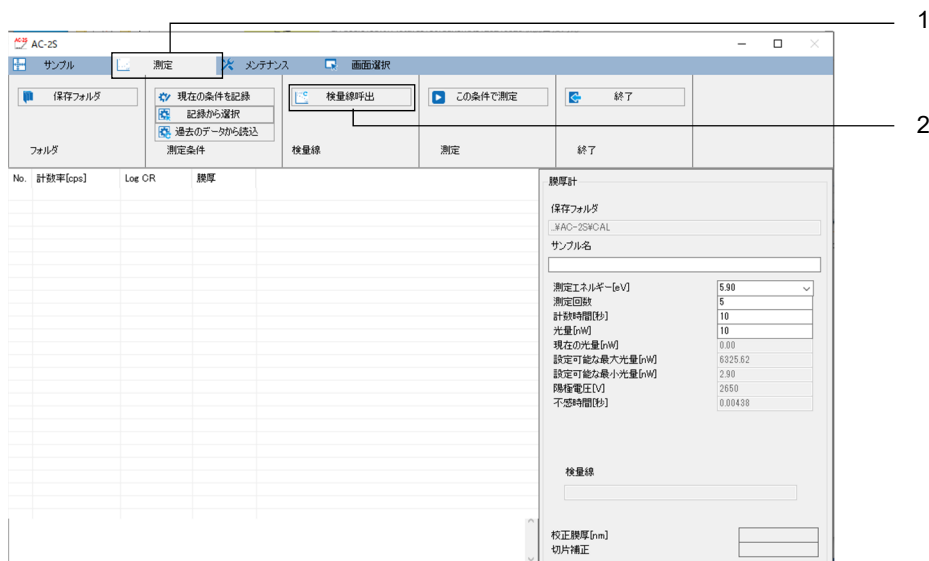 1
AC-2S
サンプル 測定 メンテナンス 画面選択
保存フォルダ 現在の条件を記録 検量線呼出 この条件で測定 終了
記録から選択
過去のデータから読込
2
フォルダ 測定条件 検量線 測定 終了
No. 計数率[cps] Log CR 膜厚
膜厚計
保存フォルダ
..¥AC-2S¥CAL
サンプル名
測定エネルギー[eV] 5.90
測定回数 5
計数時間[秒] 10
光量[nW] 10
現在の光量[nW] 0.00
設定可能な最大光量[nW] 6325.62
設定可能な最小光量[nW] 2.90
陽極電圧[V] 2650
不感時間[秒] 0.00438
検量線
校正膜厚[nm]
切片補正